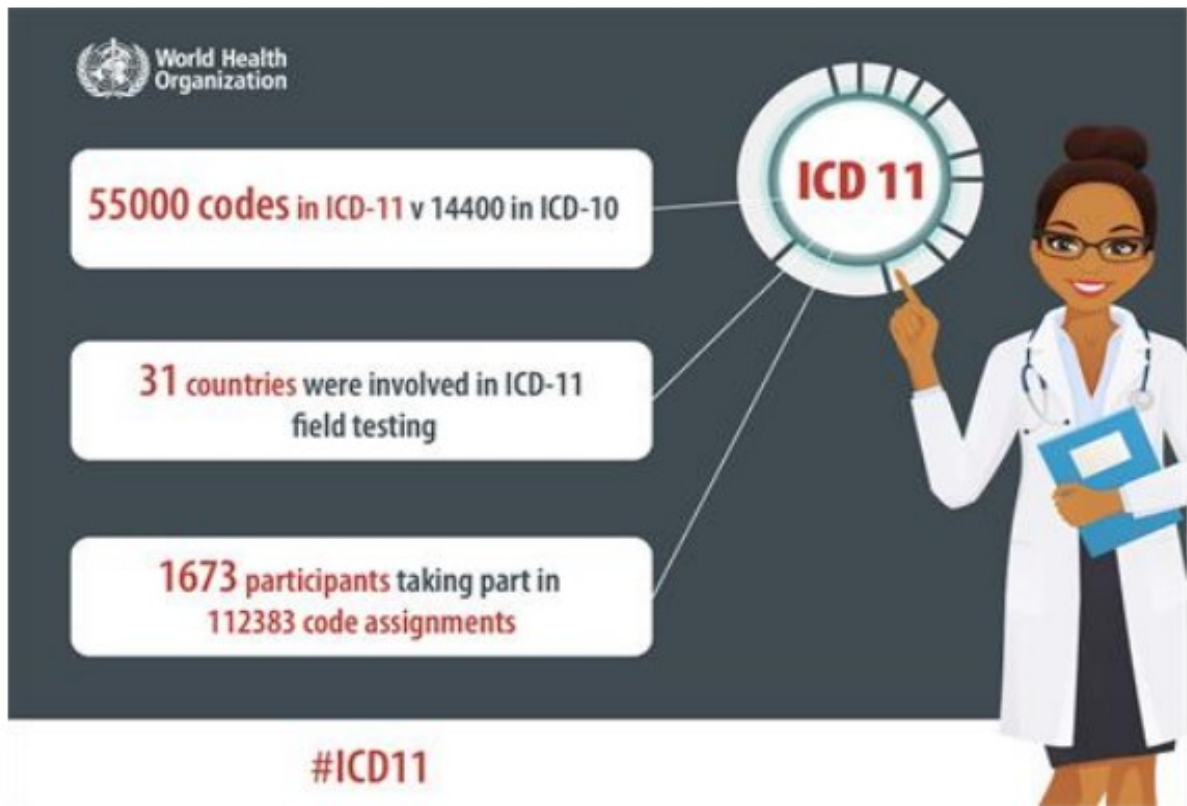 World Health
Organization
55000 codes in ICD-11 v 14400 in ICD-10
ICD 11
31 countries were involved in ICD-11
field testing
1673 participants taking part in
112383 code assignments
#ICD11